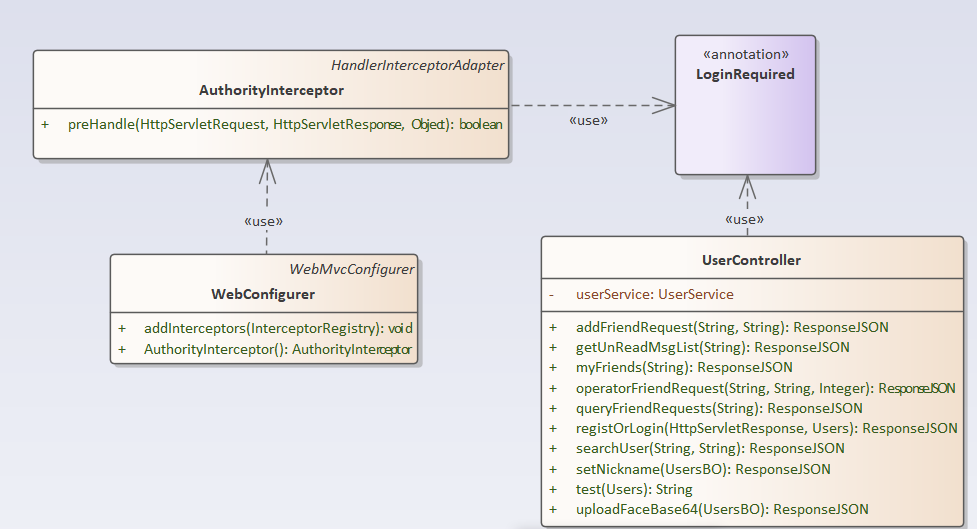 HandlerInterceptorAdapter
AuthorityInterceptor
+ preHandle(HttpServletRequest, HttpServletResponse, Object): boolean
«annotation»
LoginRequired
«use»
«use»
«use»
WebMvcConfigurer
WebConfigurer
+ addInterceptors(InterceptorRegistry): void
+ AuthorityInterceptor(): AuthorityInterceptor
UserController
- userService: UserService
+ addFriendRequest(String, String): ResponseJSON
+ getUnReadMsgList(String): ResponseJSON
+ myFriends(String): ResponseJSON
+ operatorFriendRequest(String, String, Integer): ResponseJSON
+ queryFriendRequests(String): ResponseJSON
+ registOrLogin(HttpServletResponse, Users): ResponseJSON
+ searchUser(String, String): ResponseJSON
+ setNickname(UsersBO): ResponseJSON
+ test(Users): String
+ uploadFaceBase64(UsersBO): ResponseJSON